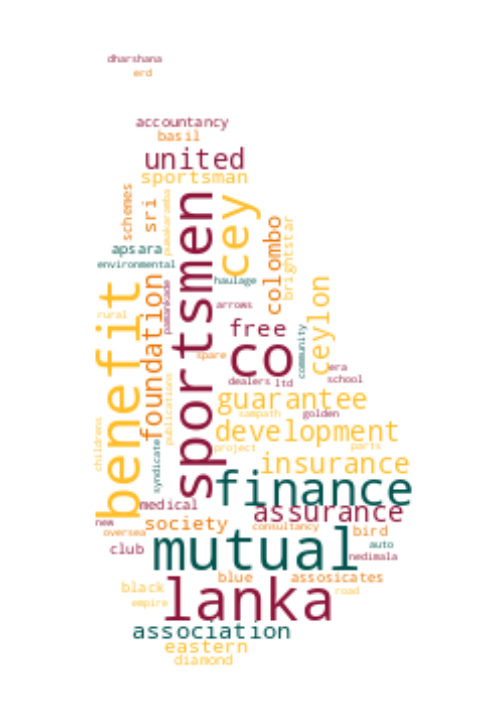 dharshana
erd
accountancy
basil
united
sportsman
schemes
sri
punakaramba
sportsmen
cey
colombo
brightstar
apsara
environmental
haulage
benefit
foundation
pamankade
arrows
ceylon
rural
free
community
co
spare
era
school
dealers
ltd
publications
guarantee
sampath
golden
childrens
development
syndicate
project
parts
insurance
finance
medical
assurance
new
society
consultancy
oversea
bird
club
mutual
auto
nedimala
blue
assosicates
black
lanka
road
empire
association
eastern
diamond